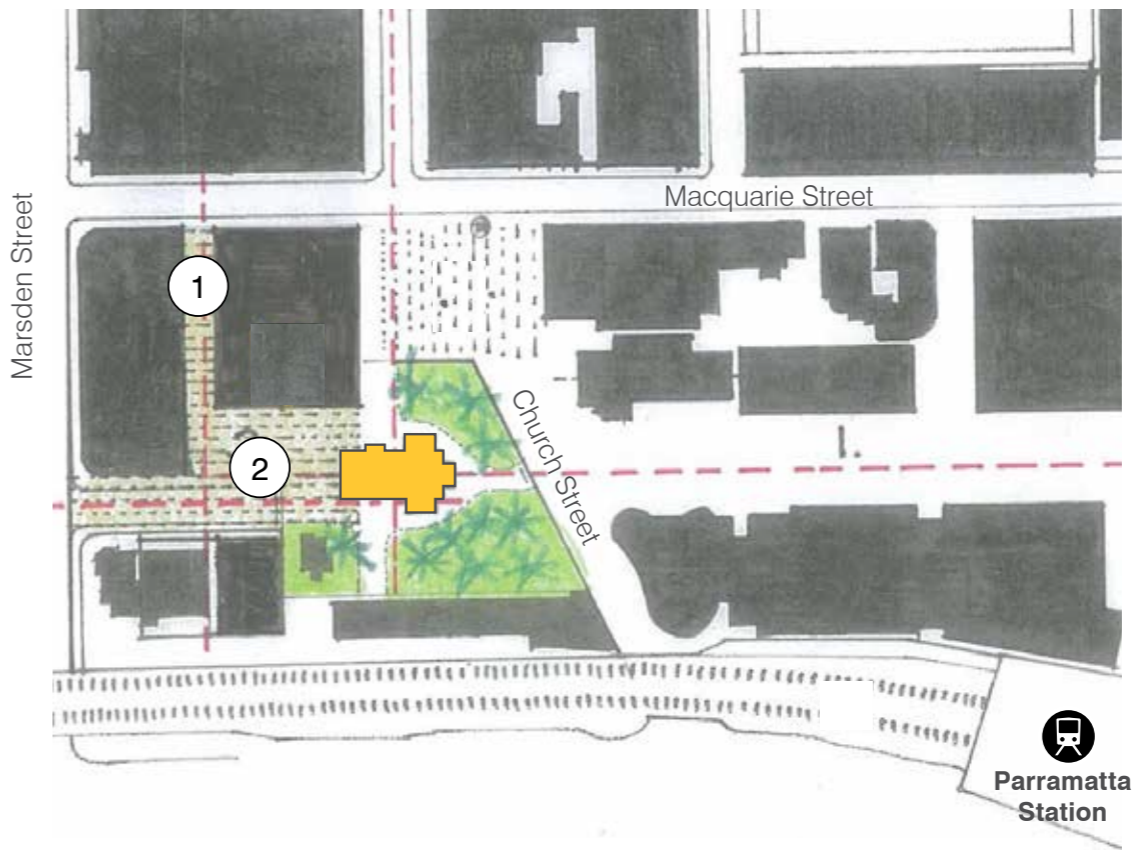 Macquarie Street
Marsden Street
1
Church Street
2
Parramatta
Station